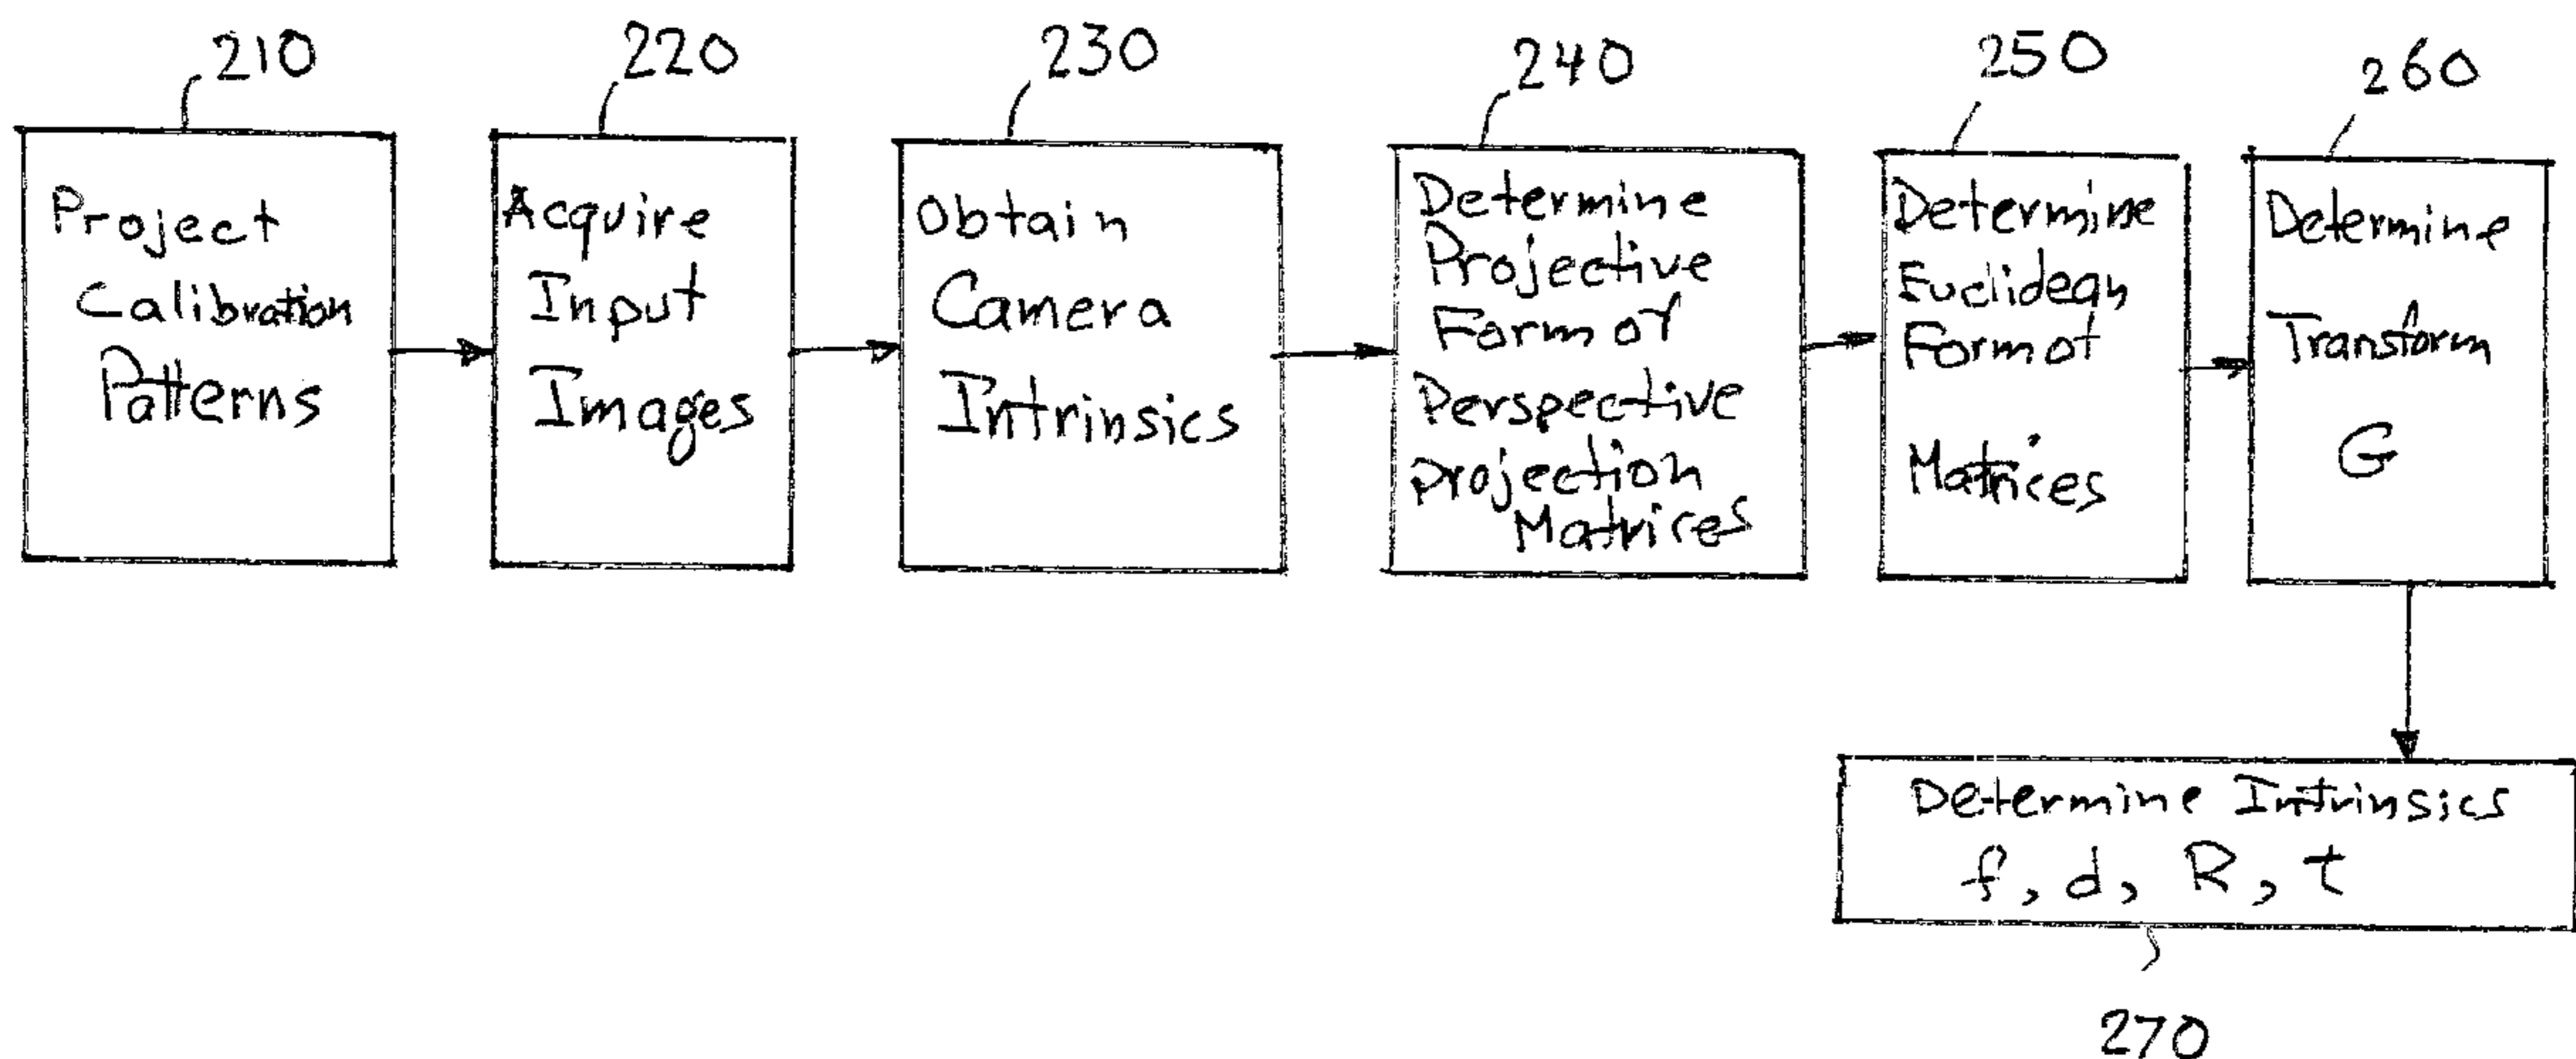 210
220
230
240
250
260
Project
Calibration
Patterns
Acquire
Input
Images
Obtain
Camera
Intrinsics
Determine
Projective
Form of
Perspective
projection
Matrices
Determine
Euclidean
Form of
Matrices
Determine
Transform
G
Determine Intrinsics
f, d, R, t
270